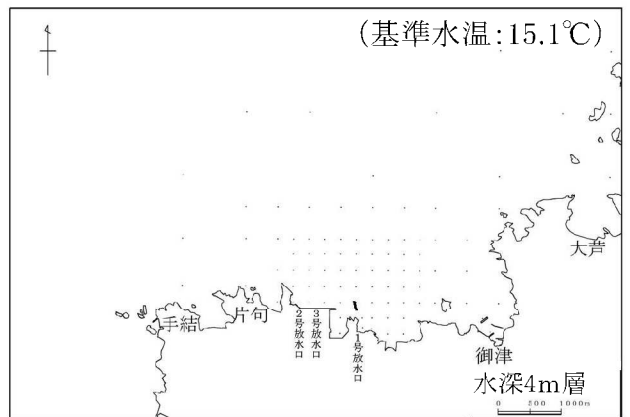 (基準水温:15.1℃)
大芦
手結
片句
2号放水口
3号放水口
1号放水口
御津
水深4m層
0 500 1000m